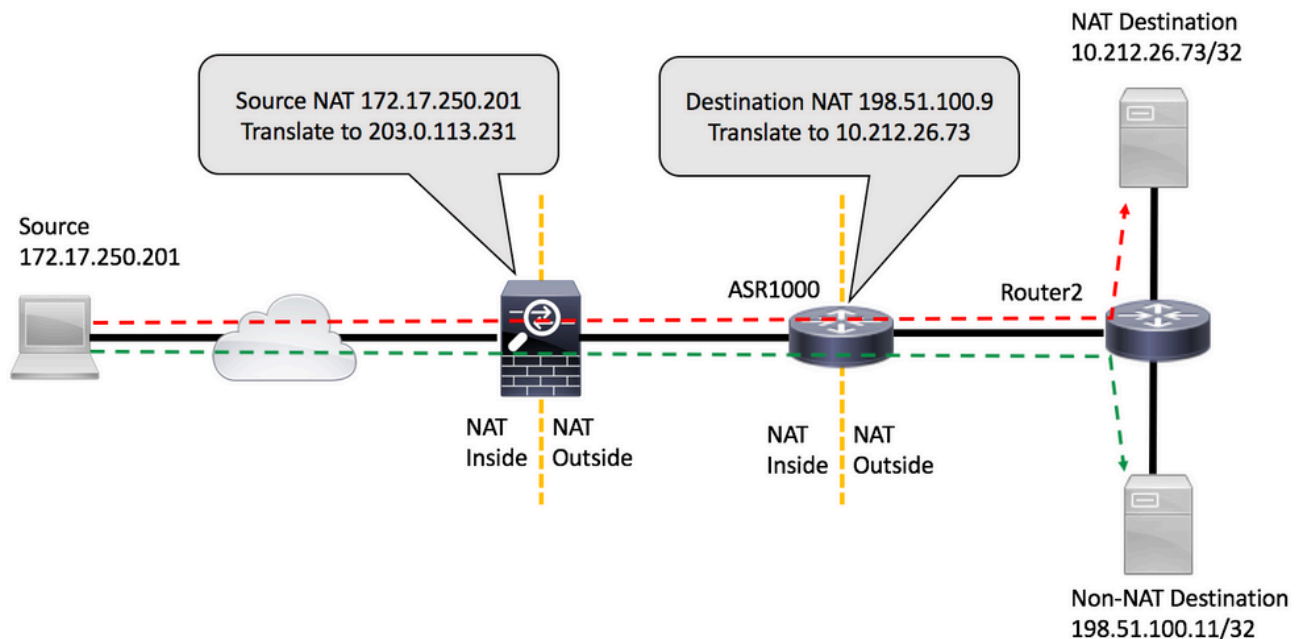 NAT Destination
10.212.26.73/32
Source NAT 172.17.250.201
Translate to 203.0.113.231
Destination NAT 198.51.100.9
Translate to 10.212.26.73
Source
172.17.250.201
ASR1000
Router2
NAT
Inside
NAT
Outside
NAT
Inside
NAT
Outside
Non-NAT Destination
198.51.100.11/32